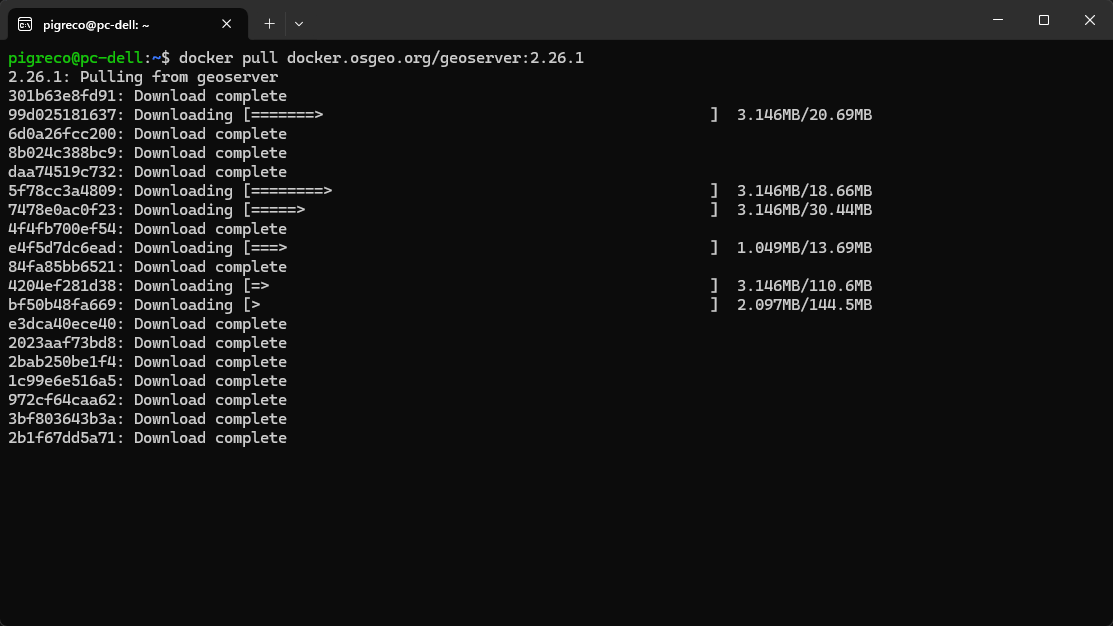 pigreco@pc-dell: ~
pigreco@pc-dell:~$ docker pull docker.osgeo.org/geoserver:2.26.1
2.26.1: Pulling from geoserver
301b63e8fd91: Download complete
99d025181637: Downloading [=======>                                           ]  3.146MB/20.69MB
6d0a26fcc200: Download complete
8b024c388bc9: Download complete
daa74519c732: Download complete
5f78cc3a4809: Downloading [========>                                          ]  3.146MB/18.66MB
7478e0ac0f23: Downloading [=====>                                             ]  3.146MB/30.44MB
4f4fb700ef54: Download complete
e4f5d7dc6ead: Downloading [===>                                               ]  1.049MB/13.69MB
84fa85bb6521: Download complete
4204ef281d38: Downloading [=>                                                 ]  3.146MB/110.6MB
bf50b48fa669: Downloading [>                                                  ]  2.097MB/144.5MB
e3dca40ece40: Download complete
2023aaf73bd8: Download complete
2bab250be1f4: Download complete
1c99e6e516a5: Download complete
972cf64caa62: Download complete
3bf803643b3a: Download complete
2b1f67dd5a71: Download complete